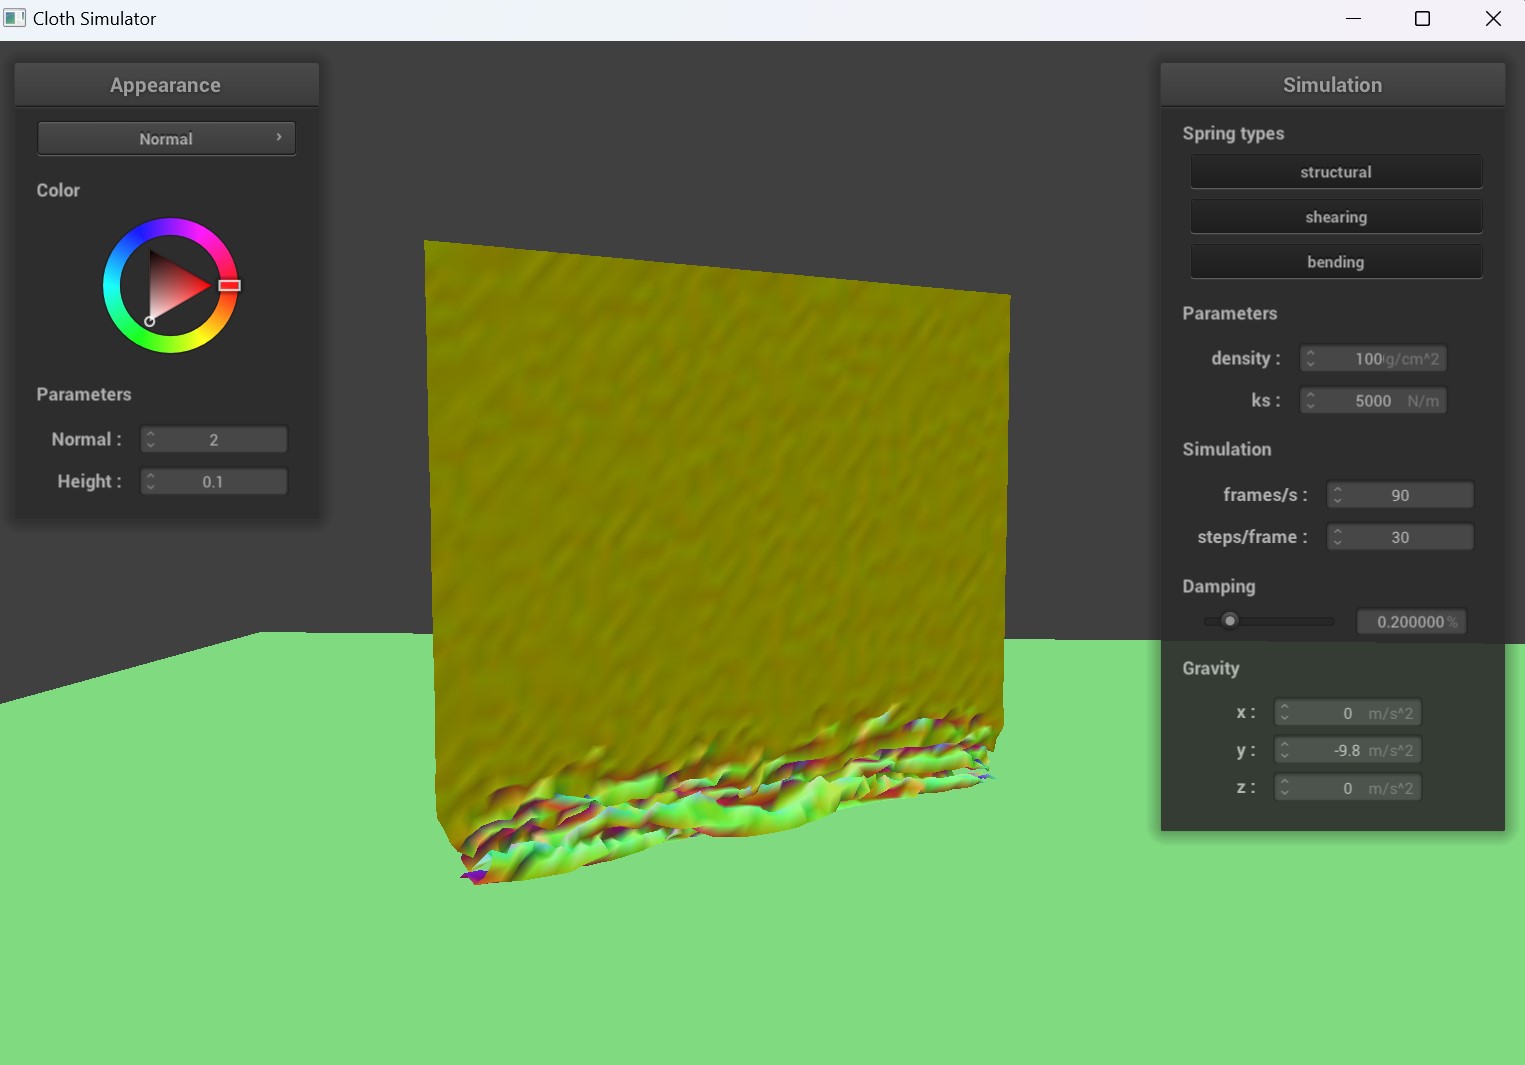 Cloth Simulator
Appearance
Normal
Color
Parameters
Normal :
2
Height :
0.1
Simulation
Spring types
structural
shearing
bending
Parameters
density :
100 g/cm^2
ks :
5000 N/m
Simulation
frames/s :
90
steps/frame :
30
Damping
0.200000 %
Gravity
x :
0 m/s^2
y :
-9.8 m/s^2
z :
0 m/s^2